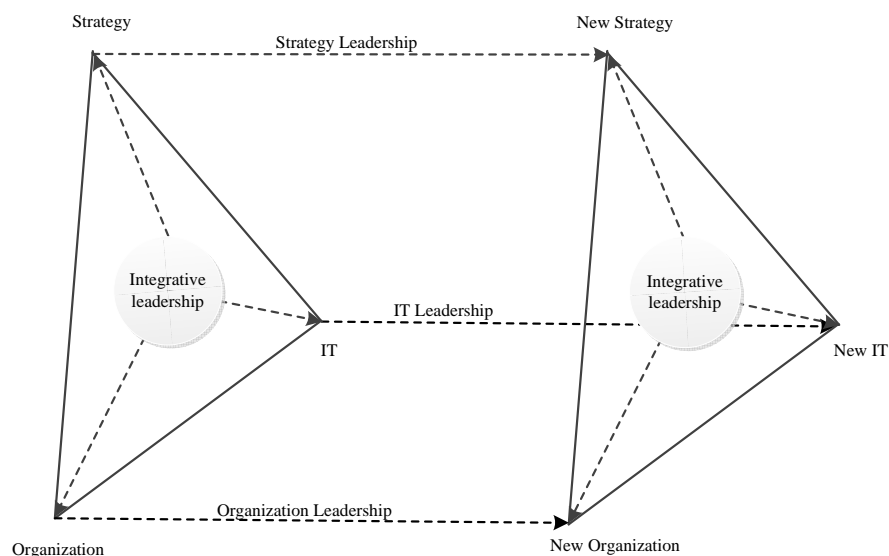 Strategy
New Strategy
Strategy Leadership
Integrative
leadership
Integrative
leadership
IT Leadership
IT
New IT
Organization Leadership
Organization
New Organization